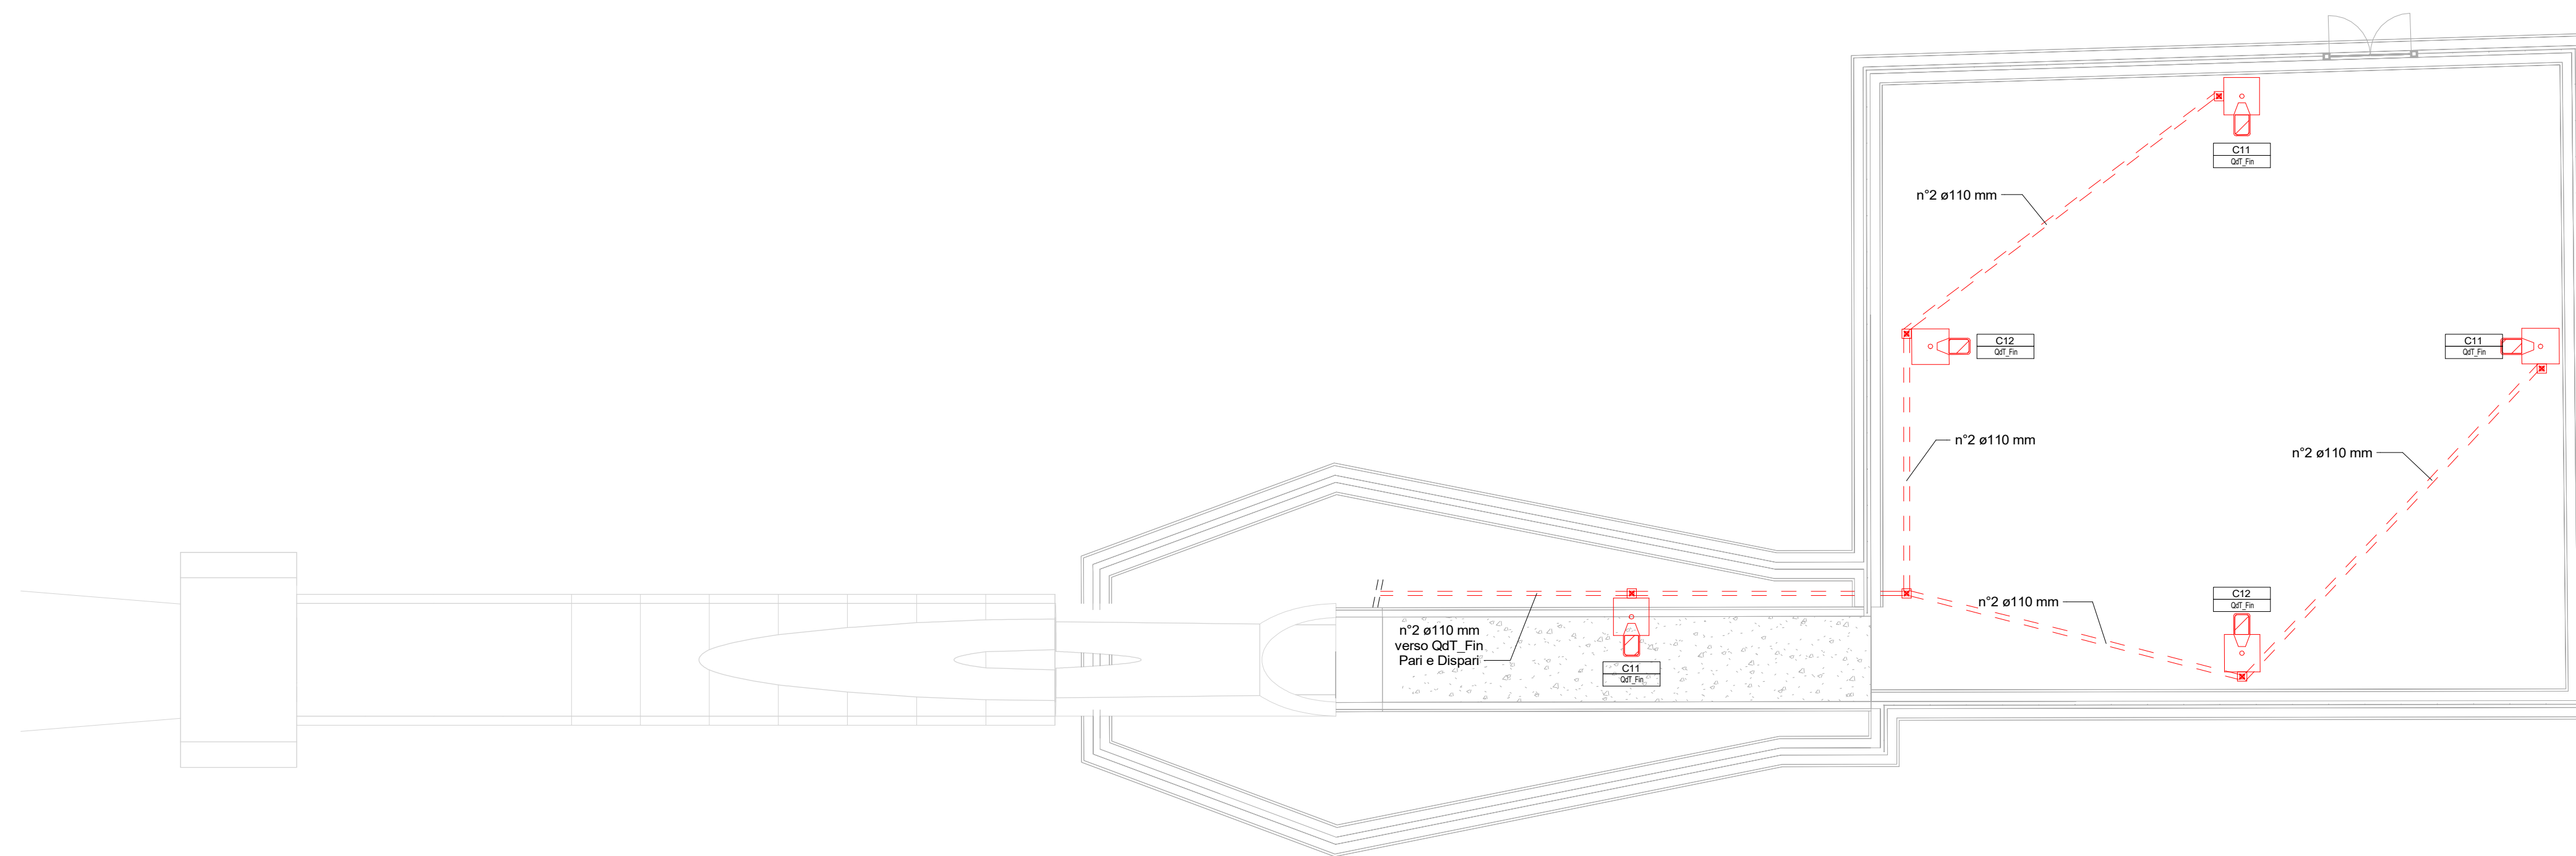 C11
QdT_Fin
n°2 ø110 mm
C12
QdT_Fin
C11
QdT_Fin
n°2 ø110 mm
n°2 ø110 mm
C12
QdT_Fin
n°2 ø110 mm
n°2 ø110 mm
verso QdT_Fin
Pari e Dispari
C11
QdT_Fin